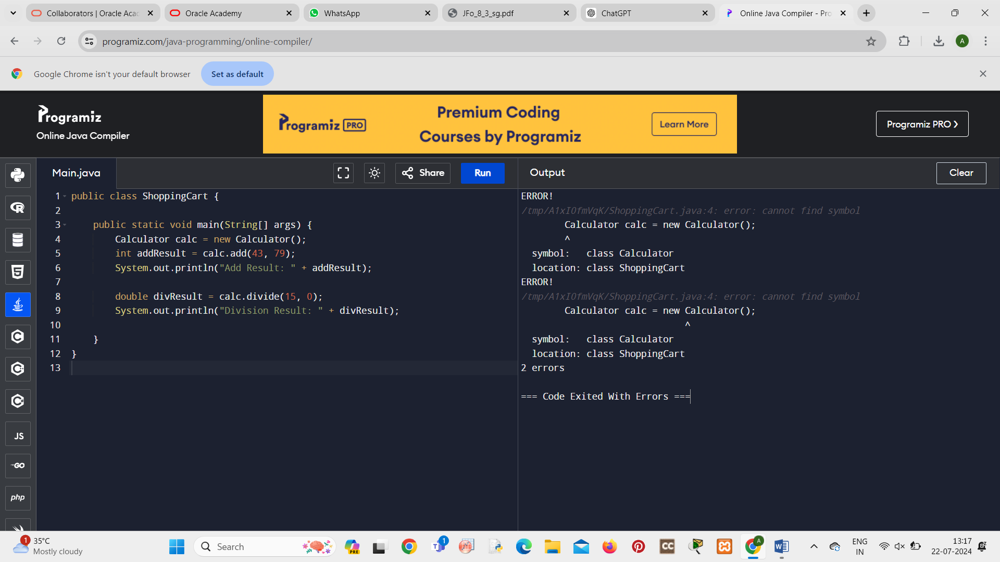 Collaborators | Oracle Acad
Oracle Academy
WhatsApp
JFo_8_3_sg.pdf
ChatGPT
Online Java Compiler - Pro
programiz.com/java-programming/online-compiler/
A
Google Chrome isn't your default browser
Set as default
Programiz
Online Java Compiler
Programiz PRO
Premium Coding
Courses by Programiz
Learn More
Programiz PRO ❯
Main.java
Share
Run
Output
Clear
1 public class ShoppingCart {
2
3     public static void main(String[] args) {
4         Calculator calc = new Calculator();
5         int addResult = calc.add(43, 79);
6         System.out.println("Add Result: " + addResult);
7
8         double divResult = calc.divide(15, 0);
9         System.out.println("Division Result: " + divResult);
10
11     }
12 }
13
ERROR!
/tmp/A1xI0fmVqK/ShoppingCart.java:4: error: cannot find symbol
        Calculator calc = new Calculator();
        ^
  symbol:   class Calculator
  location: class ShoppingCart
ERROR!
/tmp/A1xI0fmVqK/ShoppingCart.java:4: error: cannot find symbol
        Calculator calc = new Calculator();
                              ^
  symbol:   class Calculator
  location: class ShoppingCart
2 errors
=== Code Exited With Errors ===
R
5
C
C
C
JS
GO
php
1
35°C
Mostly cloudy
Search
PRE
1
T
CC
A
W
ENG
IN
13:17
22-07-2024